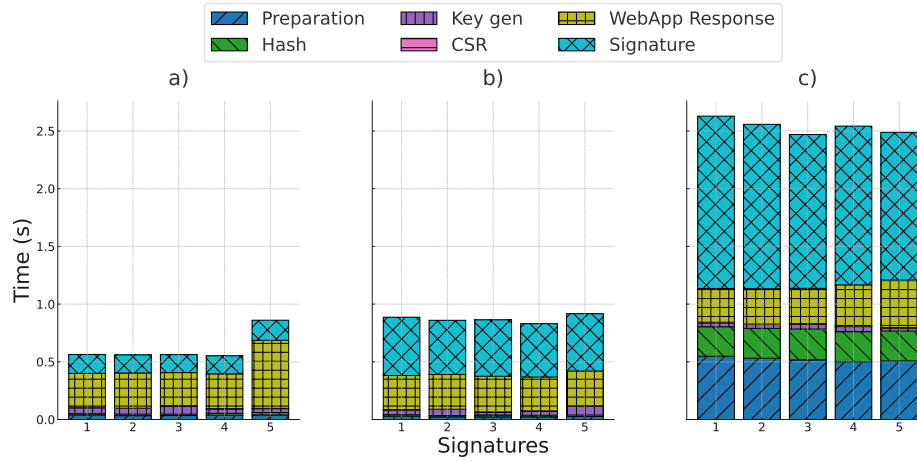 Preparation Key gen WebApp Response
Hash CSR Signature
a) b) c)
Time (s)
2.5
2.0
1.5
1.0
0.5
0.0
1 2 3 4 5 1 2 3 4 5 1 2 3 4 5
Signatures